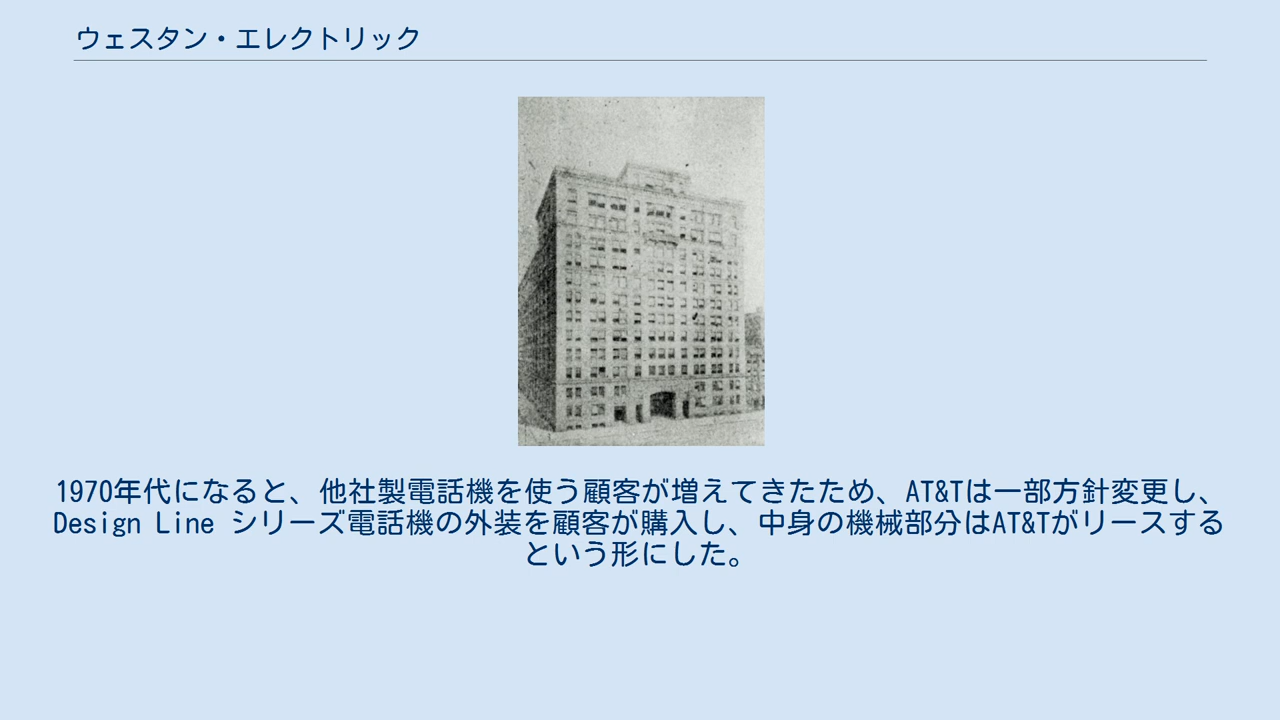 ウェスタン・エレクトリック
1970年代になると、他社製電話機を使う顧客が増えてきたため、AT&Tは一部方針変更し、
Design Line シリーズ電話機の外装を顧客が購入し、中身の機械部分はAT&Tがリースする
という形にした。